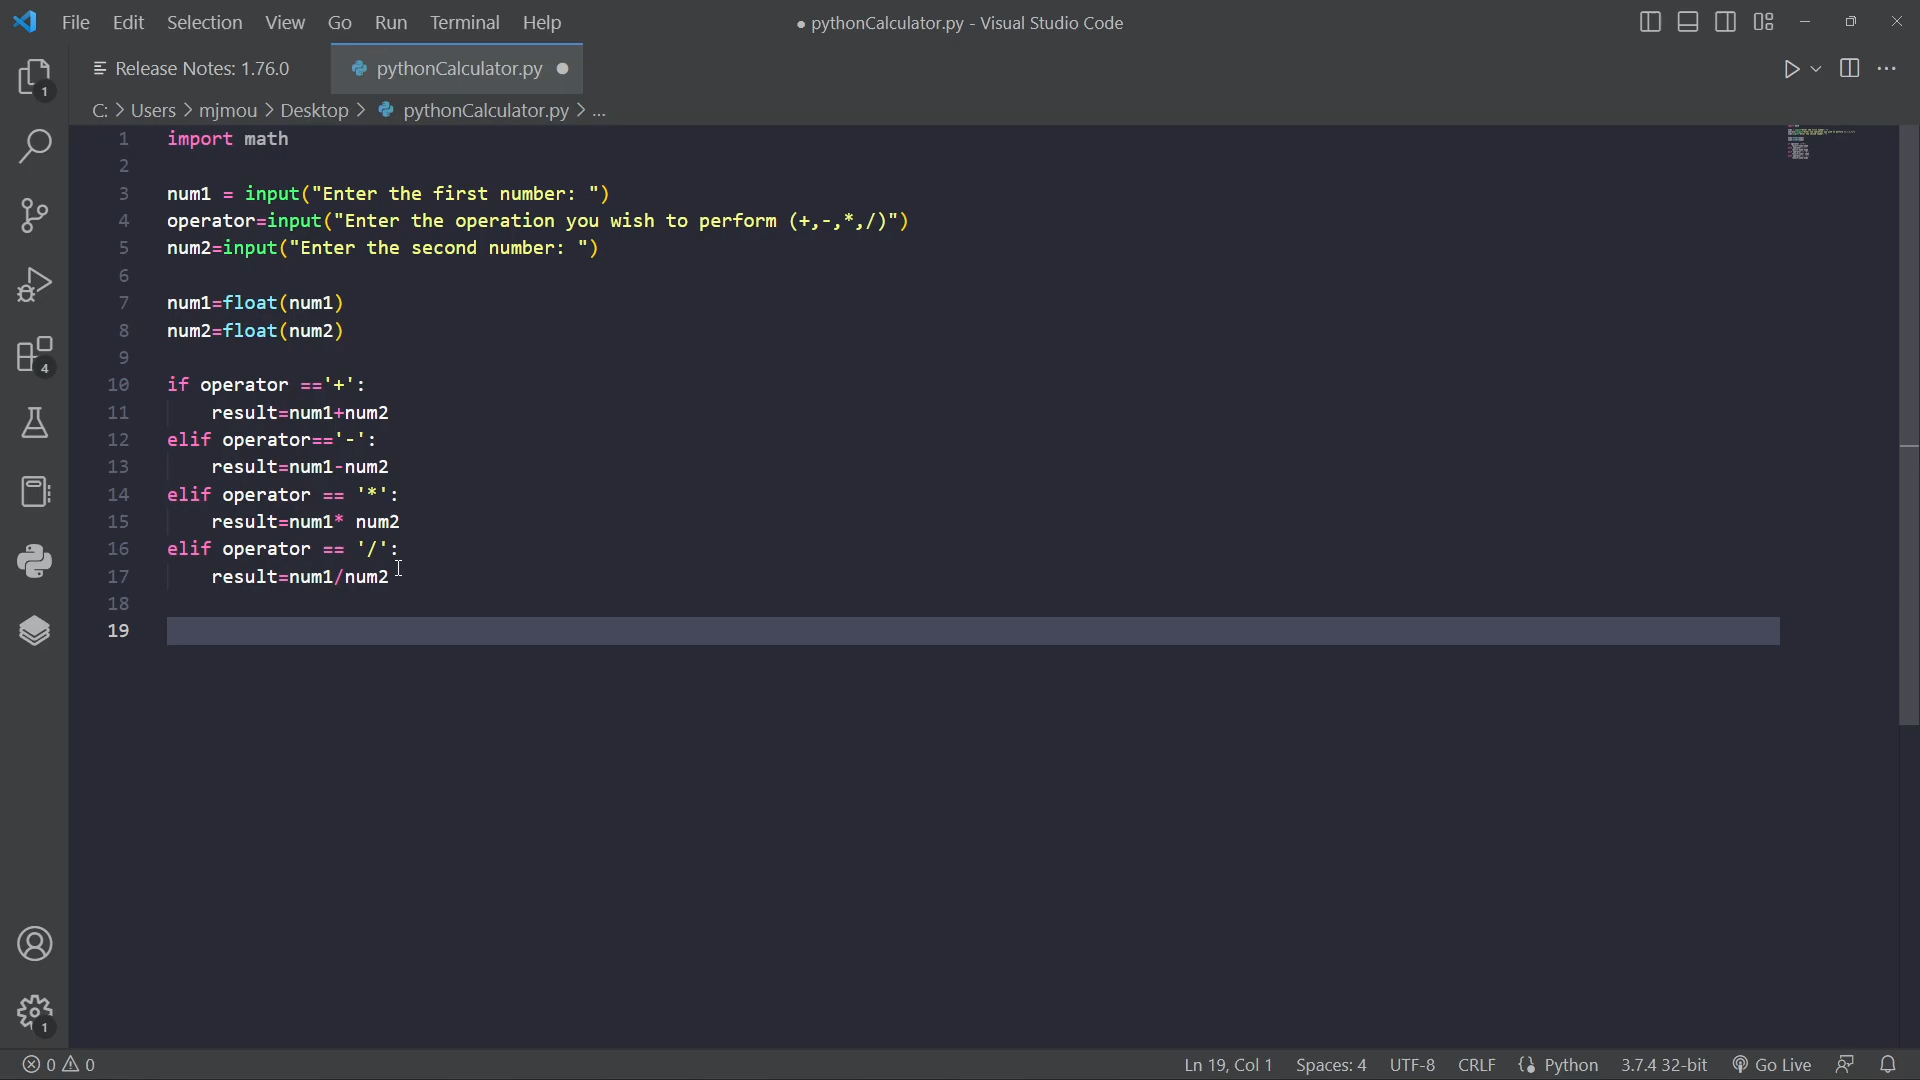 File Edit Selection View Go Run Terminal Help
● pythonCalculator.py - Visual Studio Code
Release Notes: 1.76.0
pythonCalculator.py ●
C: > Users > mjmou > Desktop > pythonCalculator.py > ...
1 import math
2
3 num1 = input("Enter the first number: ")
4 operator=input("Enter the operation you wish to perform (+,-,*,/)")
5 num2=input("Enter the second number: ")
6
7 num1=float(num1)
8 num2=float(num2)
9
10 if operator =='+':
11     result=num1+num2
12 elif operator=='-':
13     result=num1-num2
14 elif operator == '*':
15     result=num1* num2
16 elif operator == '/':
17     result=num1/num2
18
19
1
4
1
0 0
Ln 19, Col 1 Spaces: 4 UTF-8 CRLF Python 3.7.4 32-bit Go Live